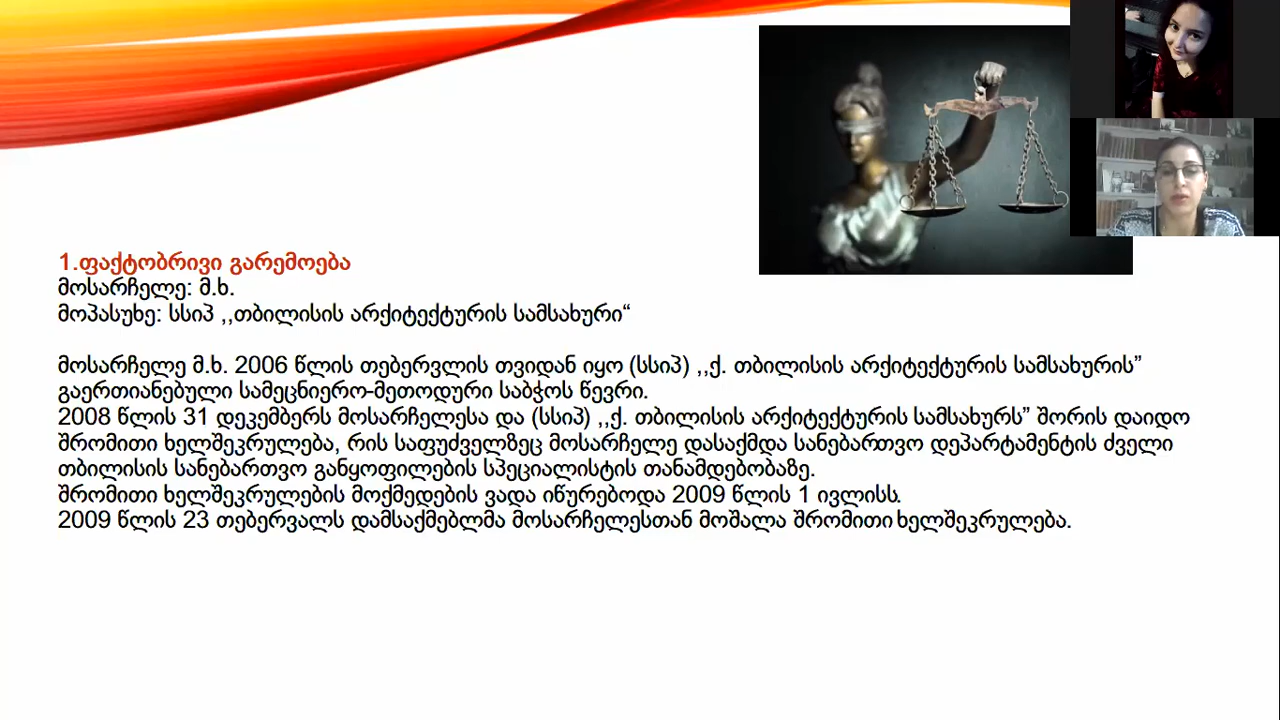 1.ფაქტობრივი გარემოება
მოსარჩელე: მ.ხ.
მოპასუხე: სსიპ ,,თბილისის არქიტექტურის სამსახური“
მოსარჩელე მ.ხ. 2006 წლის თებერვლის თვიდან იყო (სსიპ) ,,ქ. თბილისის არქიტექტურის სამსახურის”
გაერთიანებული სამეცნიერო-მეთოდური საბჭოს წევრი.
2008 წლის 31 დეკემბერს მოსარჩელესა და (სსიპ) ,,ქ. თბილისის არქიტექტურის სამსახურს” შორის დაიდო
შრომითი ხელშეკრულება, რის საფუძველზეც მოსარჩელე დასაქმდა სანებართვო დეპარტამენტის ძველი
თბილისის სანებართვო განყოფილების სპეციალისტის თანამდებობაზე.
შრომითი ხელშეკრულების მოქმედების ვადა იწურებოდა 2009 წლის 1 ივლისს.
2009 წლის 23 თებერვალს დამსაქმებლმა მოსარჩელესთან მოშალა შრომითი ხელშეკრულება.